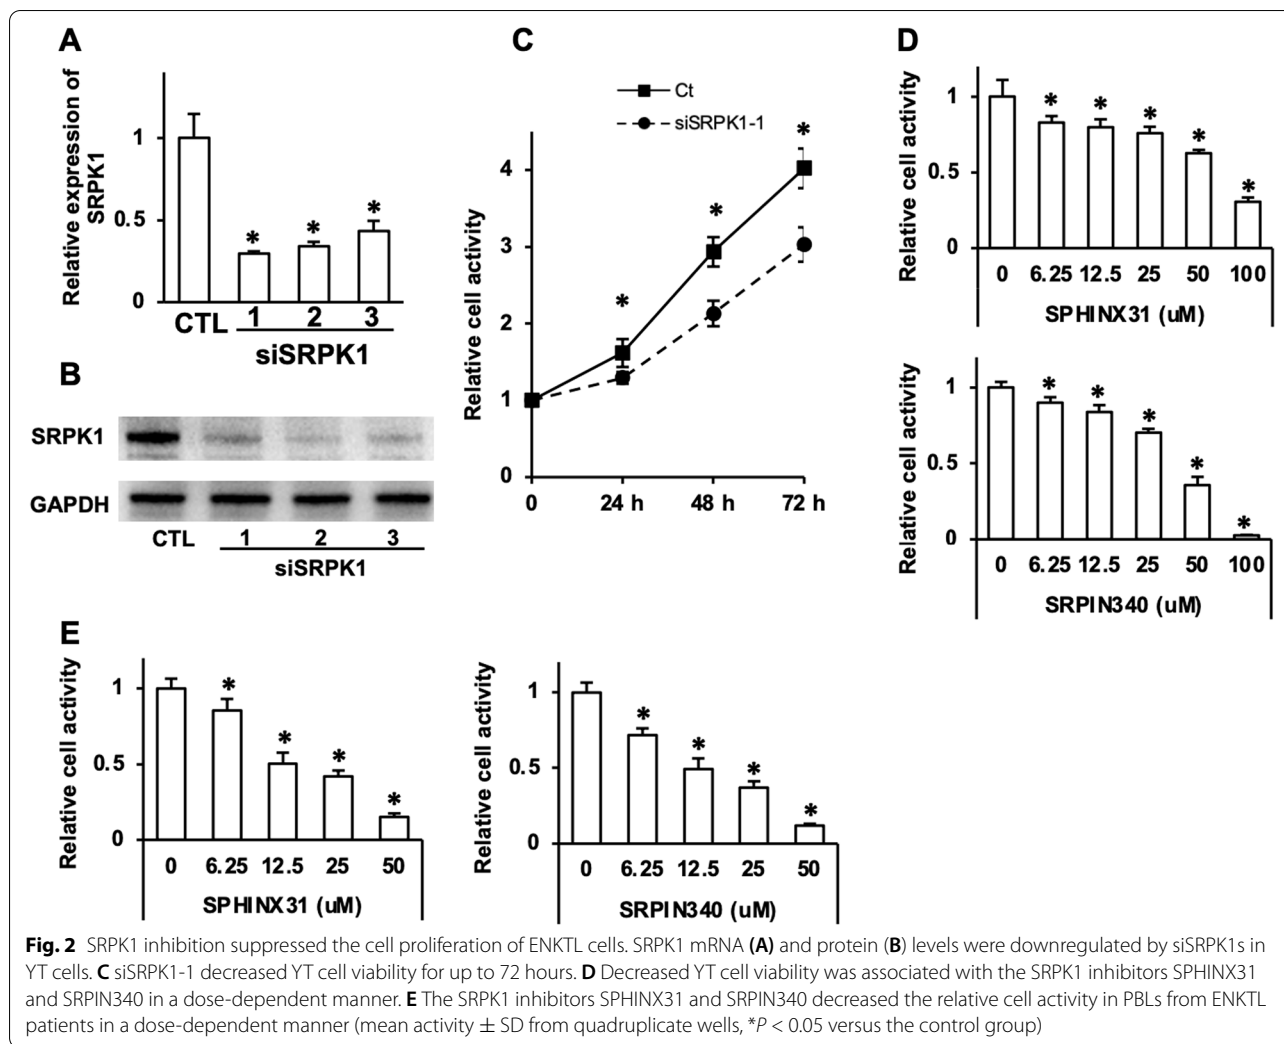 A
Relative expression of
SRPK1
1
0.5
0
*
*
*
CTL
1
2
3
siSRPK1
B
SRPK1
GAPDH
CTL
1
2
3
siSRPK1
C
Ct
siSRPK1-1
Relative cell activity
4
3
2
1
0
*
*
*
0
24 h
48 h
72 h
D
Relative cell activity
1
0.5
0
*
*
*
*
*
0
6.25
12.5
25
50
100
SPHINX31 (uM)
Relative cell activity
1
0.5
0
*
*
*
*
*
0
6.25
12.5
25
50
100
SRPIN340 (uM)
E
Relative cell activity
1
0.5
0
*
*
*
*
0
6.25
12.5
25
50
SPHINX31 (uM)
Relative cell activity
1
0.5
0
*
*
*
*
0
6.25
12.5
25
50
SRPIN340 (uM)
Fig. 2 SRPK1 inhibition suppressed the cell proliferation of ENKTL cells. SRPK1 mRNA (A) and protein (B) levels were downregulated by siSRPK1s in
YT cells. C siSRPK1-1 decreased YT cell viability for up to 72 hours. D Decreased YT cell viability was associated with the SRPK1 inhibitors SPHINX31
and SRPIN340 in a dose-dependent manner. E The SRPK1 inhibitors SPHINX31 and SRPIN340 decreased the relative cell activity in PBLs from ENKTL
patients in a dose-dependent manner (mean activity ± SD from quadruplicate wells, *P < 0.05 versus the control group)